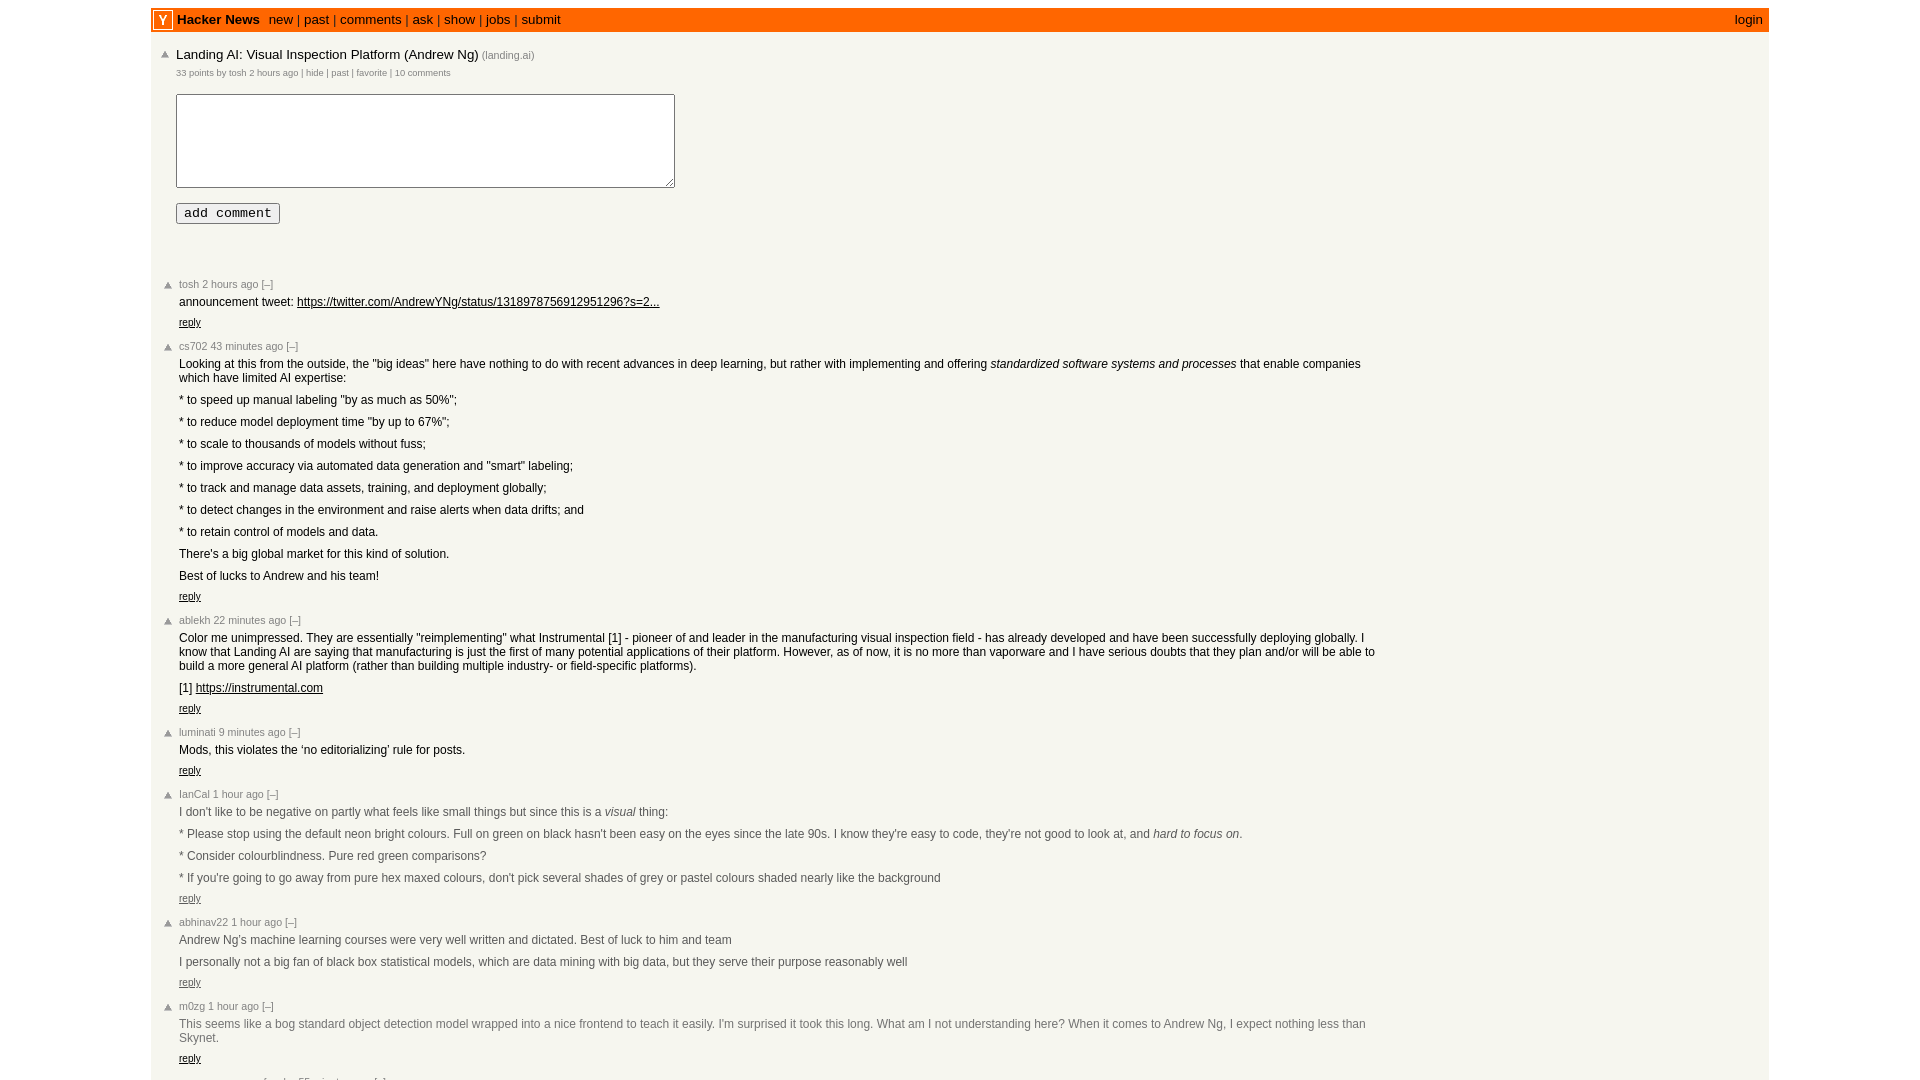 Y Hacker News new | past | comments | ask | show | jobs | submit login
Landing AI: Visual Inspection Platform (Andrew Ng) (landing.ai)
33 points by tosh 2 hours ago | hide | past | favorite | 10 comments
add comment
tosh 2 hours ago [–]
announcement tweet: https://twitter.com/AndrewYNg/status/1318978756912951296?s=2...
reply
cs702 43 minutes ago [–]
Looking at this from the outside, the "big ideas" here have nothing to do with recent advances in deep learning, but rather with implementing and offering standardized software systems and processes that enable companies
which have limited AI expertise:
* to speed up manual labeling "by as much as 50%";
* to reduce model deployment time "by up to 67%";
* to scale to thousands of models without fuss;
* to improve accuracy via automated data generation and "smart" labeling;
* to track and manage data assets, training, and deployment globally;
* to detect changes in the environment and raise alerts when data drifts; and
* to retain control of models and data.
There's a big global market for this kind of solution.
Best of lucks to Andrew and his team!
reply
ablekh 22 minutes ago [–]
Color me unimpressed. They are essentially "reimplementing" what Instrumental [1] - pioneer of and leader in the manufacturing visual inspection field - has already developed and have been successfully deploying globally. I
know that Landing AI are saying that manufacturing is just the first of many potential applications of their platform. However, as of now, it is no more than vaporware and I have serious doubts that they plan and/or will be able to
build a more general AI platform (rather than building multiple industry- or field-specific platforms).
[1] https://instrumental.com
reply
luminati 9 minutes ago [–]
Mods, this violates the ‘no editorializing’ rule for posts.
reply
IanCal 1 hour ago [–]
I don't like to be negative on partly what feels like small things but since this is a visual thing:
* Please stop using the default neon bright colours. Full on green on black hasn't been easy on the eyes since the late 90s. I know they're easy to code, they're not good to look at, and hard to focus on.
* Consider colourblindness. Pure red green comparisons?
* If you're going to go away from pure hex maxed colours, don't pick several shades of grey or pastel colours shaded nearly like the background
reply
abhinav22 1 hour ago [–]
Andrew Ng’s machine learning courses were very well written and dictated. Best of luck to him and team
I personally not a big fan of black box statistical models, which are data mining with big data, but they serve their purpose reasonably well
reply
m0zg 1 hour ago [–]
This seems like a bog standard object detection model wrapped into a nice frontend to teach it easily. I'm surprised it took this long. What am I not understanding here? When it comes to Andrew Ng, I expect nothing less than
Skynet.
reply